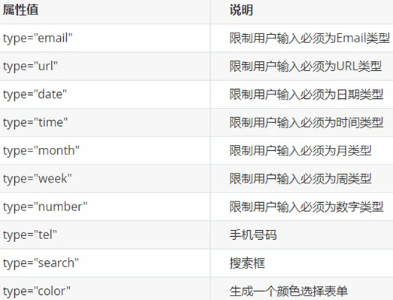 属性值 说明
type="email" 限制用户输入必须为Email类型
type="url" 限制用户输入必须为URL类型
type="date" 限制用户输入必须为日期类型
type="time" 限制用户输入必须为时间类型
type="month" 限制用户输入必须为月类型
type="week" 限制用户输入必须为周类型
type="number" 限制用户输入必须为数字类型
type="tel" 手机号码
type="search" 搜索框
type="color" 生成一个颜色选择表单